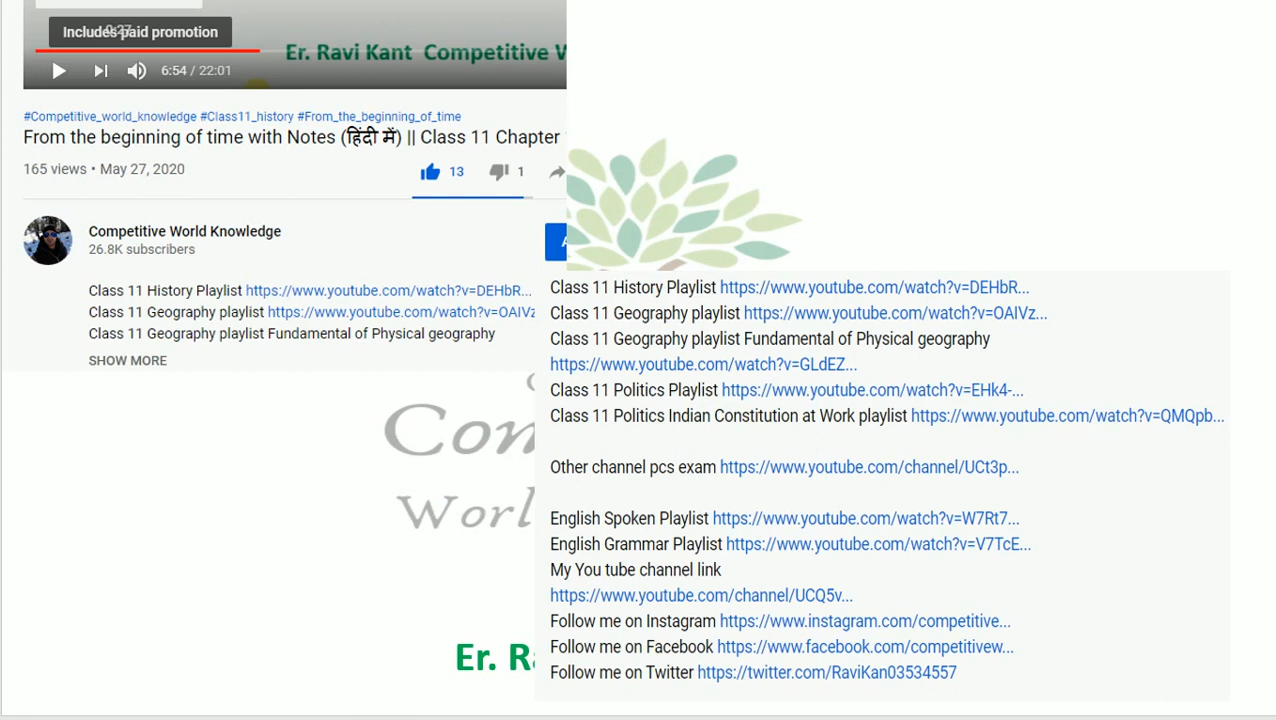 Includes paid promotion
Er. Ravi Kant Competitive W
6:54 / 22:01
#Competitive_world_knowledge #Class11_history #From_the_beginning_of_time
From the beginning of time with Notes (हिंदी में) || Class 11 Chapter
165 views • May 27, 2020
13
1
Competitive World Knowledge
26.8K subscribers
Class 11 History Playlist https://www.youtube.com/watch?v=DEHbR...
Class 11 Geography playlist https://www.youtube.com/watch?v=OAIVz
Class 11 Geography playlist Fundamental of Physical geography
SHOW MORE
Class 11 History Playlist https://www.youtube.com/watch?v=DEHbR...
Class 11 Geography playlist https://www.youtube.com/watch?v=OAIVz...
Class 11 Geography playlist Fundamental of Physical geography
https://www.youtube.com/watch?v=GLdEZ...
Class 11 Politics Playlist https://www.youtube.com/watch?v=EHk4-...
Class 11 Politics Indian Constitution at Work playlist https://www.youtube.com/watch?v=QMQpb...
Other channel pcs exam https://www.youtube.com/channel/UCt3p...
English Spoken Playlist https://www.youtube.com/watch?v=W7Rt7...
English Grammar Playlist https://www.youtube.com/watch?v=V7TcE...
My You tube channel link
https://www.youtube.com/channel/UCQ5v...
Follow me on Instagram https://www.instagram.com/competitive...
Follow me on Facebook https://www.facebook.com/competitivew...
Follow me on Twitter https://twitter.com/RaviKan03534557
Com
Worl
Er. Ra